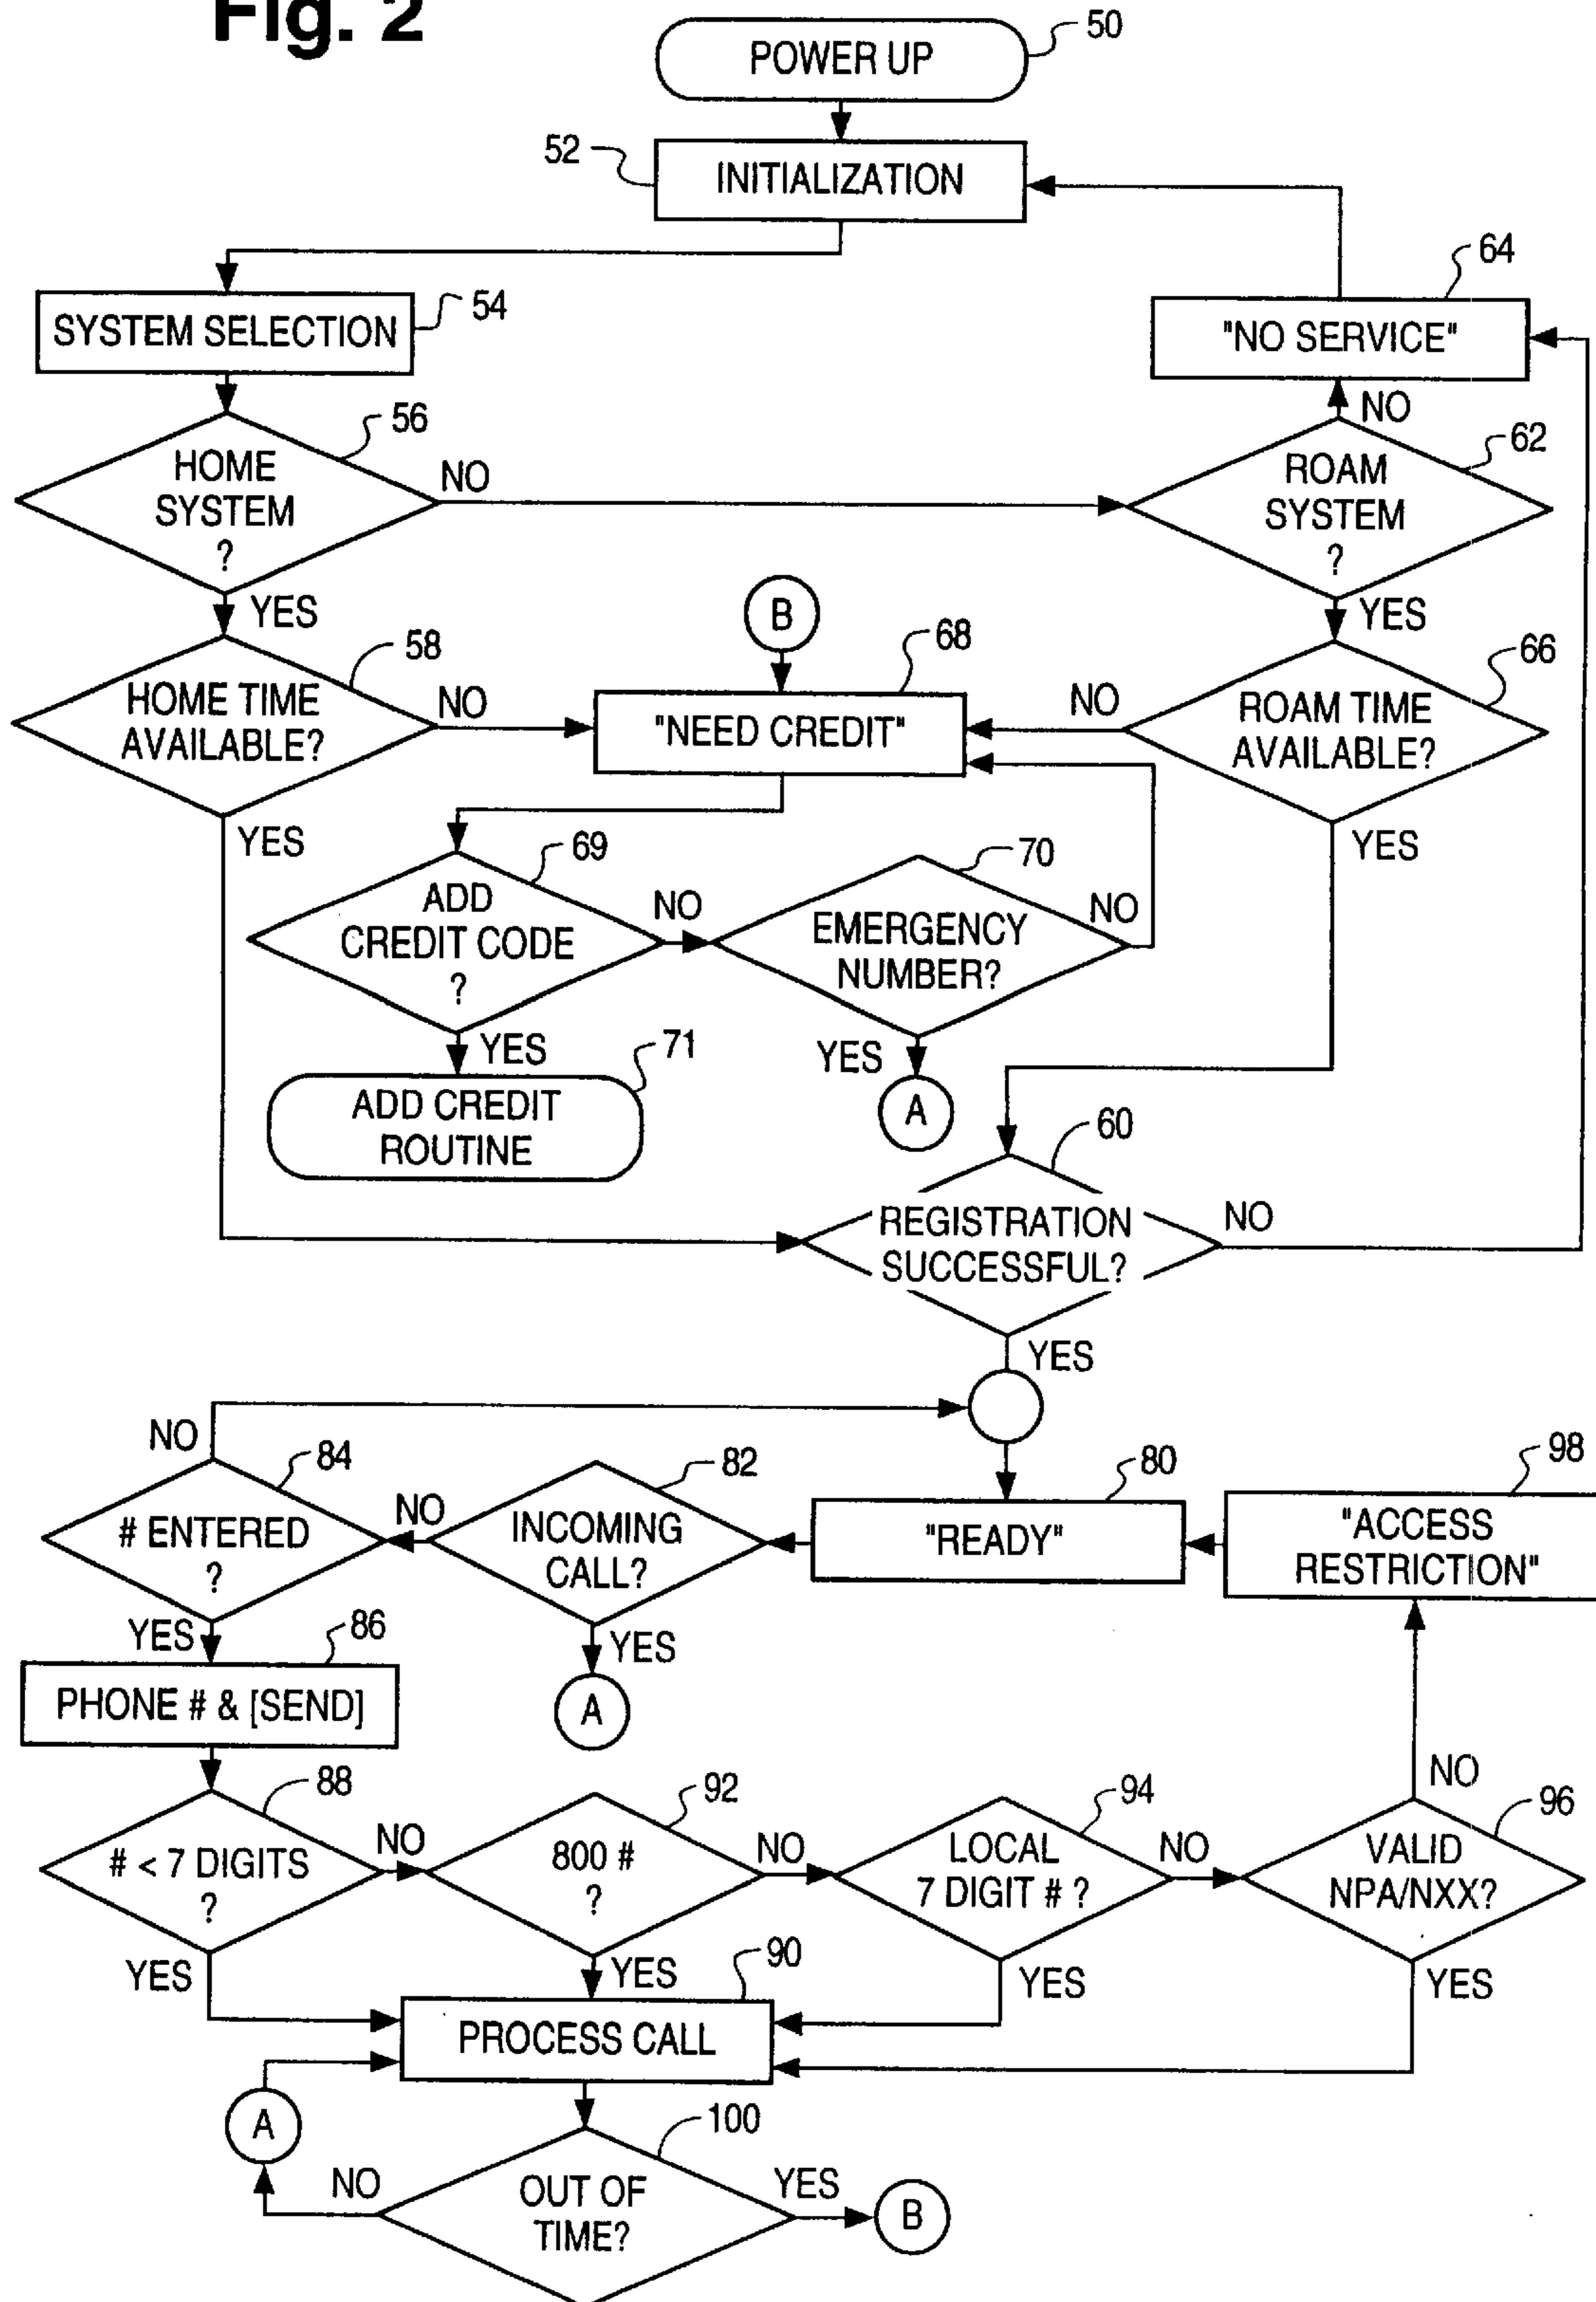 Fig. 2
POWER UP
50
52
INITIALIZATION
64
SYSTEM SELECTION
54
"NO SERVICE"
NO
56
HOME
SYSTEM
?
NO
62
ROAM
SYSTEM
?
YES
B
YES
58
68
66
HOME TIME
AVAILABLE?
NO
"NEED CREDIT"
NO
ROAM TIME
AVAILABLE?
YES
YES
69
70
ADD
CREDIT CODE
?
NO
EMERGENCY
NUMBER?
NO
YES
71
YES
ADD CREDIT
ROUTINE
A
60
REGISTRATION
SUCCESSFUL?
NO
YES
NO
84
82
80
98
# ENTERED
?
NO
INCOMING
CALL?
"READY"
"ACCESS
RESTRICTION"
YES
86
YES
PHONE # & [SEND]
A
NO
88
92
94
96
# < 7 DIGITS
?
NO
800 #
?
NO
LOCAL
7 DIGIT # ?
NO
VALID
NPA/NXX?
YES
YES
90
YES
YES
PROCESS CALL
A
100
NO
OUT OF
TIME?
YES
B